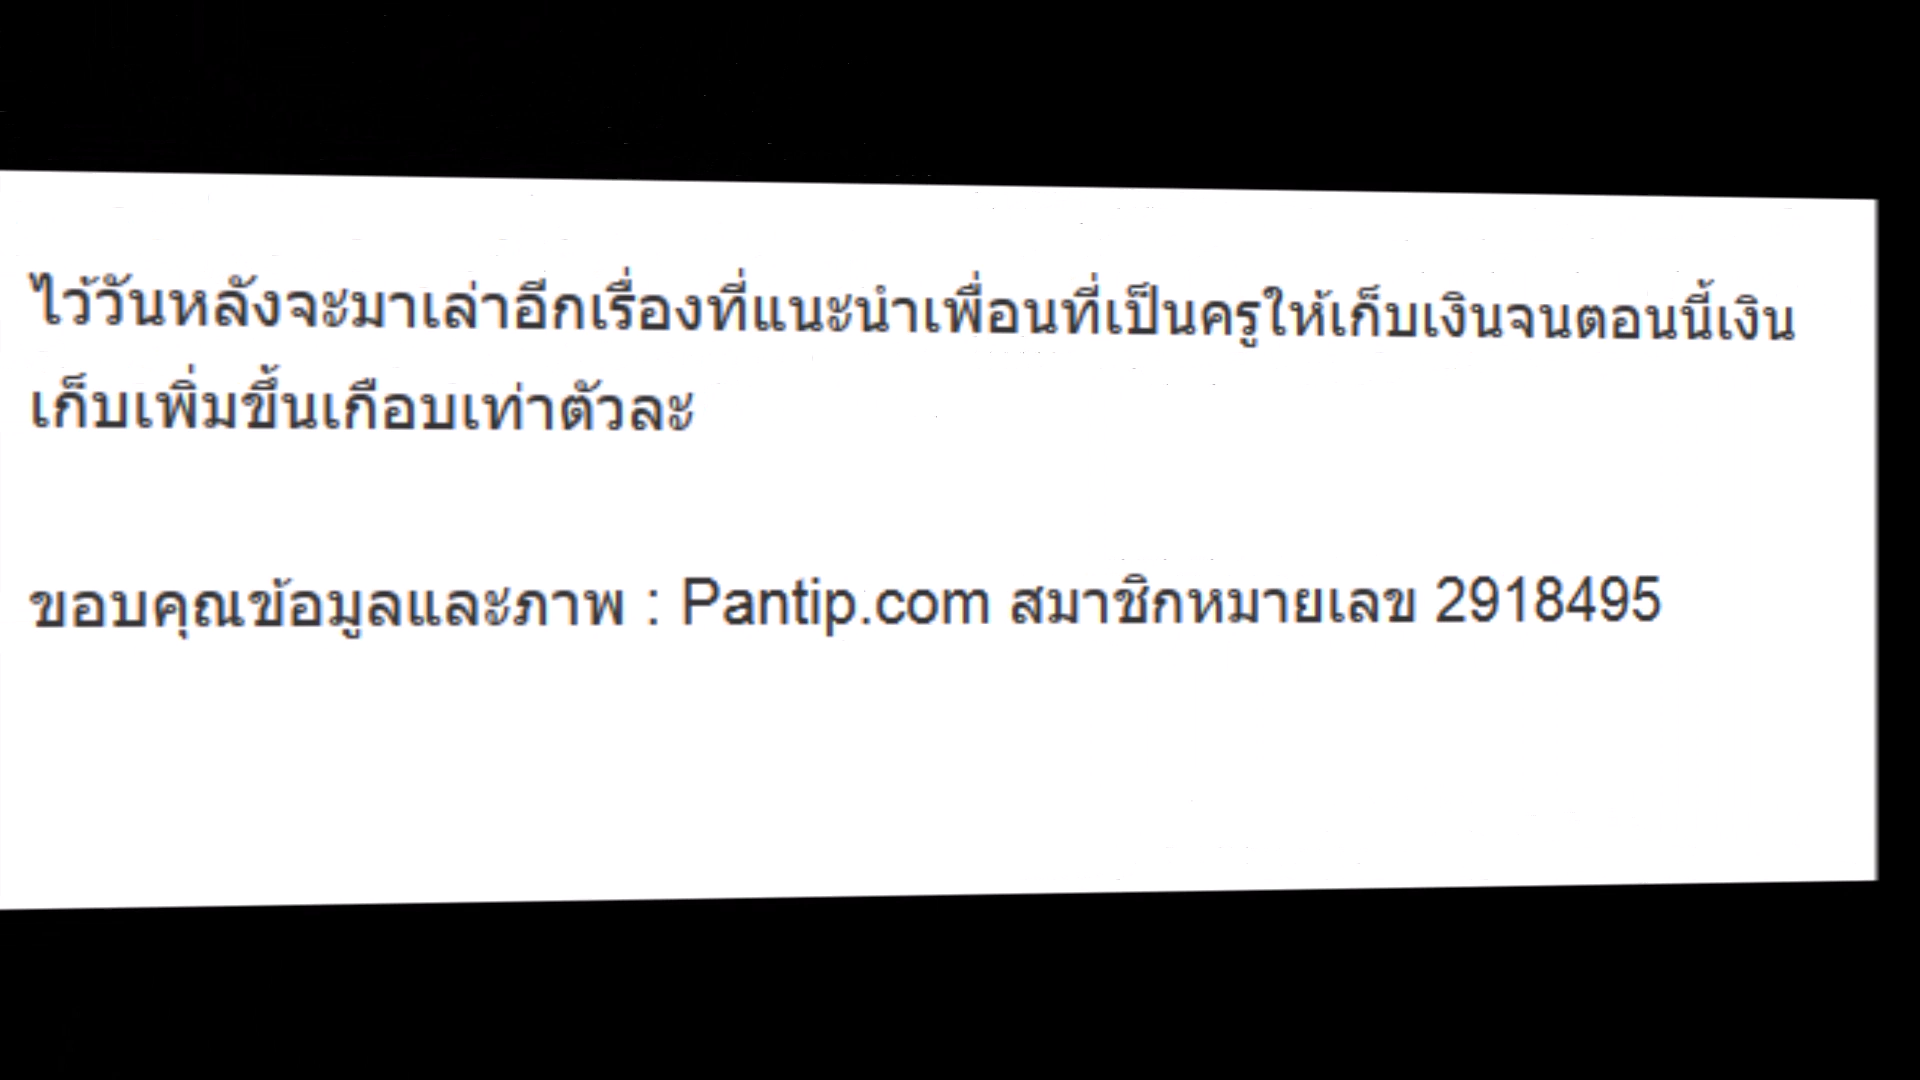 ไว้วันหลังจะมาเล่าอีกเรื่องที่แนะนำเพื่อนที่เป็นครูให้เก็บเงินจนตอนนี้เงิน
เก็บเพิ่มขึ้นเกือบเท่าตัวละ
ขอบคุณข้อมูลและภาพ : Pantip.com สมาชิกหมายเลข 2918495